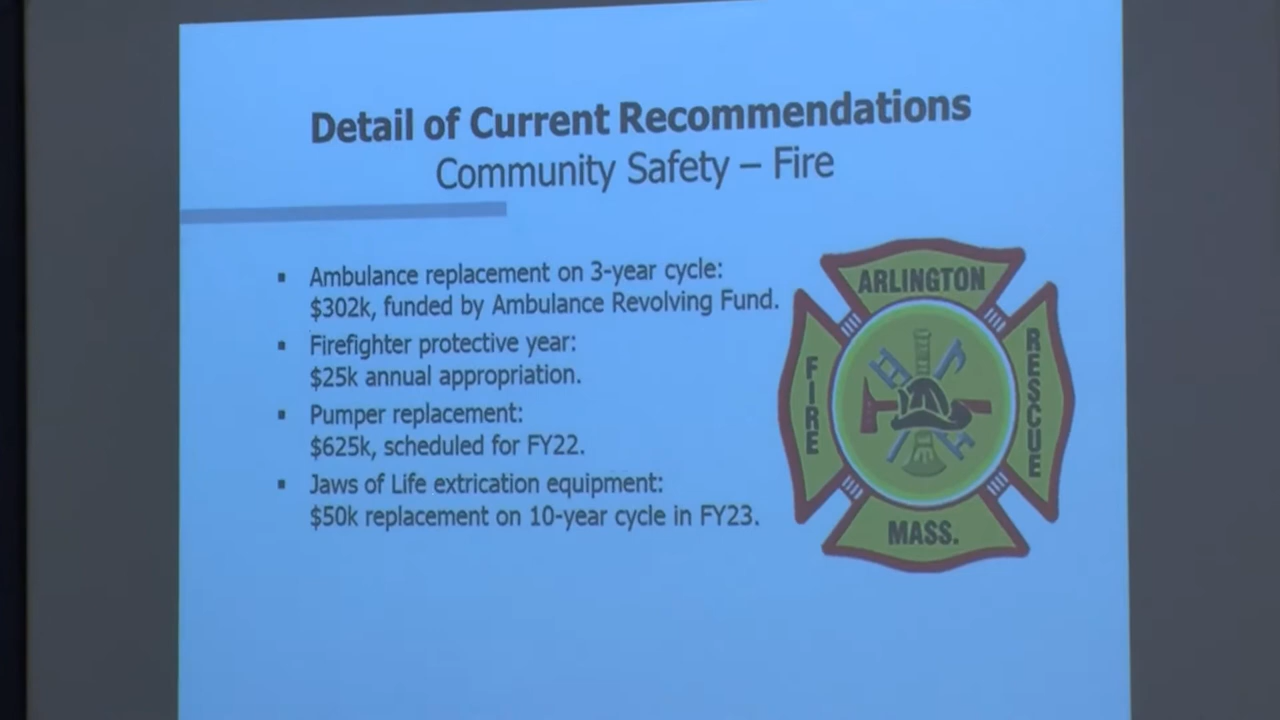 Detail of Current Recommendations
Community Safety – Fire
▪ Ambulance replacement on 3-year cycle:
$302k, funded by Ambulance Revolving Fund.
▪ Firefighter protective year:
$25k annual appropriation.
▪ Pumper replacement:
$625k, scheduled for FY22.
▪ Jaws of Life extrication equipment:
$50k replacement on 10-year cycle in FY23.
ARLINGTON
FIRE
RESCUE
MASS.